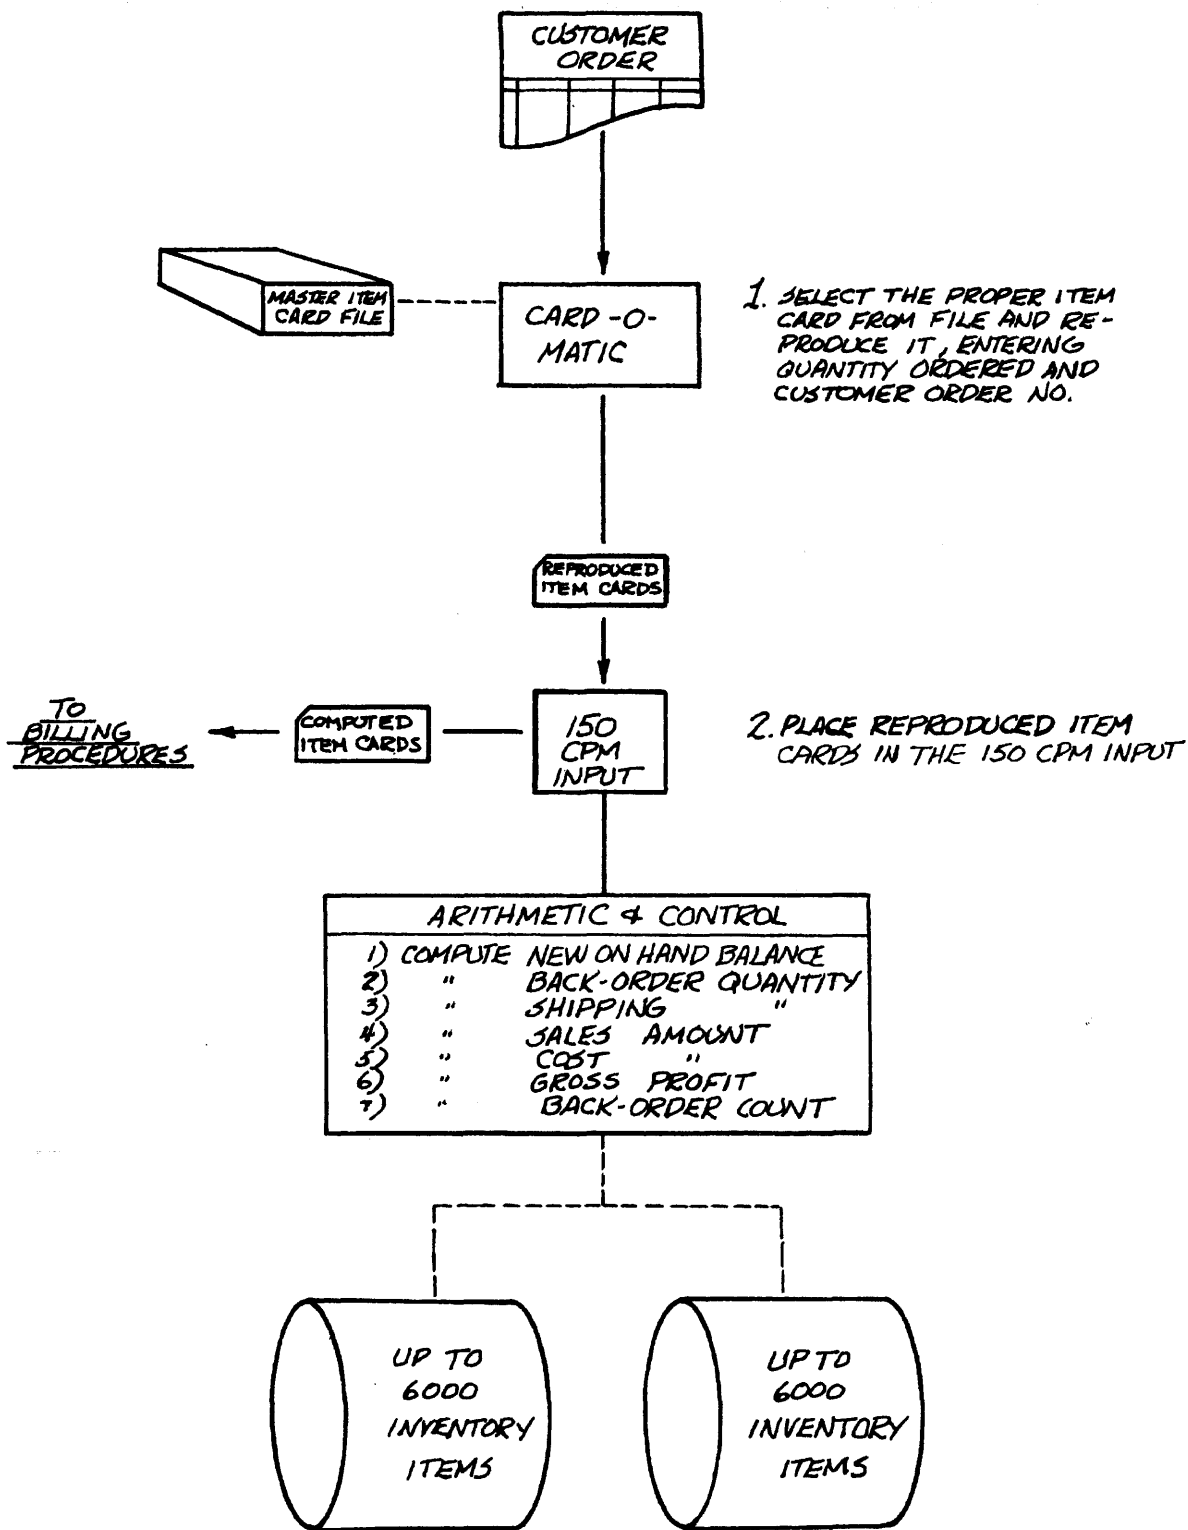 CUSTOMER
ORDER
MASTER ITEM
CARD FILE
CARD-O-
MATIC
1. SELECT THE PROPER ITEM
CARD FROM FILE AND RE-
PRODUCE IT, ENTERING
QUANTITY ORDERED AND
CUSTOMER ORDER NO.
REPRODUCED
ITEM CARDS
TO
BILLING
PROCEDURES
COMPUTED
ITEM CARDS
150
CPM
INPUT
2. PLACE REPRODUCED ITEM
CARDS IN THE 150 CPM INPUT
ARITHMETIC & CONTROL
1) COMPUTE NEW ON HAND BALANCE
2) " BACK-ORDER QUANTITY
3) " SHIPPING "
4) " SALES AMOUNT
5) " COST "
6) " GROSS PROFIT
7) " BACK-ORDER COUNT
UP TO
6000
INVENTORY
ITEMS
UP TO
6000
INVENTORY
ITEMS